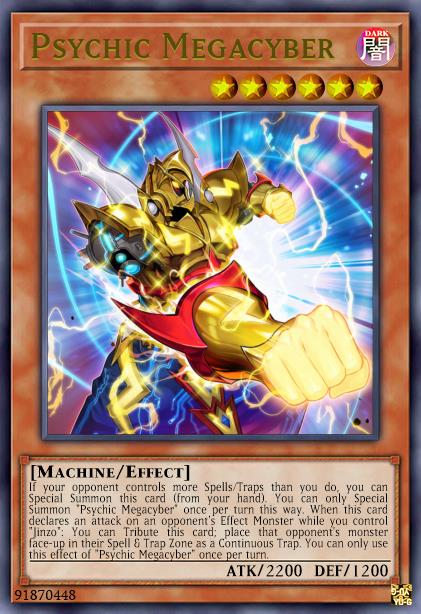 PSYCHIC MEGACYBER
DARK
闇
[MACHINE/EFFECT]
If your opponent controls more Spells/Traps than you do, you can
Special Summon this card (from your hand). You can only Special
Summon "Psychic Megacyber" once per turn this way. When this card
declares an attack on an opponent's Effect Monster while you control
"Jinzo": You can Tribute this card; place that opponent's monster
face-up in their Spell & Trap Zone as a Continuous Trap. You can only use
this effect of "Psychic Megacyber" once per turn.
ATK/2200 DEF/1200
91870448